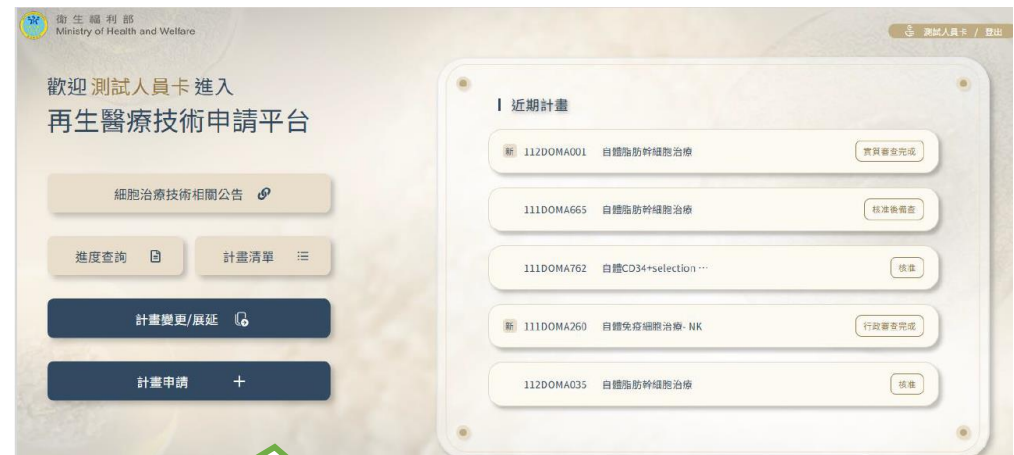 衛生福利部
Ministry of Health and Welfare
測試人員卡 / 登出
歡迎 測試人員卡 進入
再生醫療技術申請平台
細胞治療技術相關公告
進度查詢
計畫清單
計畫變更/展延
計畫申請
近期計畫
新 112DOMA001 自體脂肪幹細胞治療 實質審查完成
111DOMA665 自體脂肪幹細胞治療 核准後備查
111DOMA762 自體CD34+selection … 核准
新 111DOMA260 自體免疫細胞治療- NK 行政審查完成
112DOMA035 自體脂肪幹細胞治療 核准